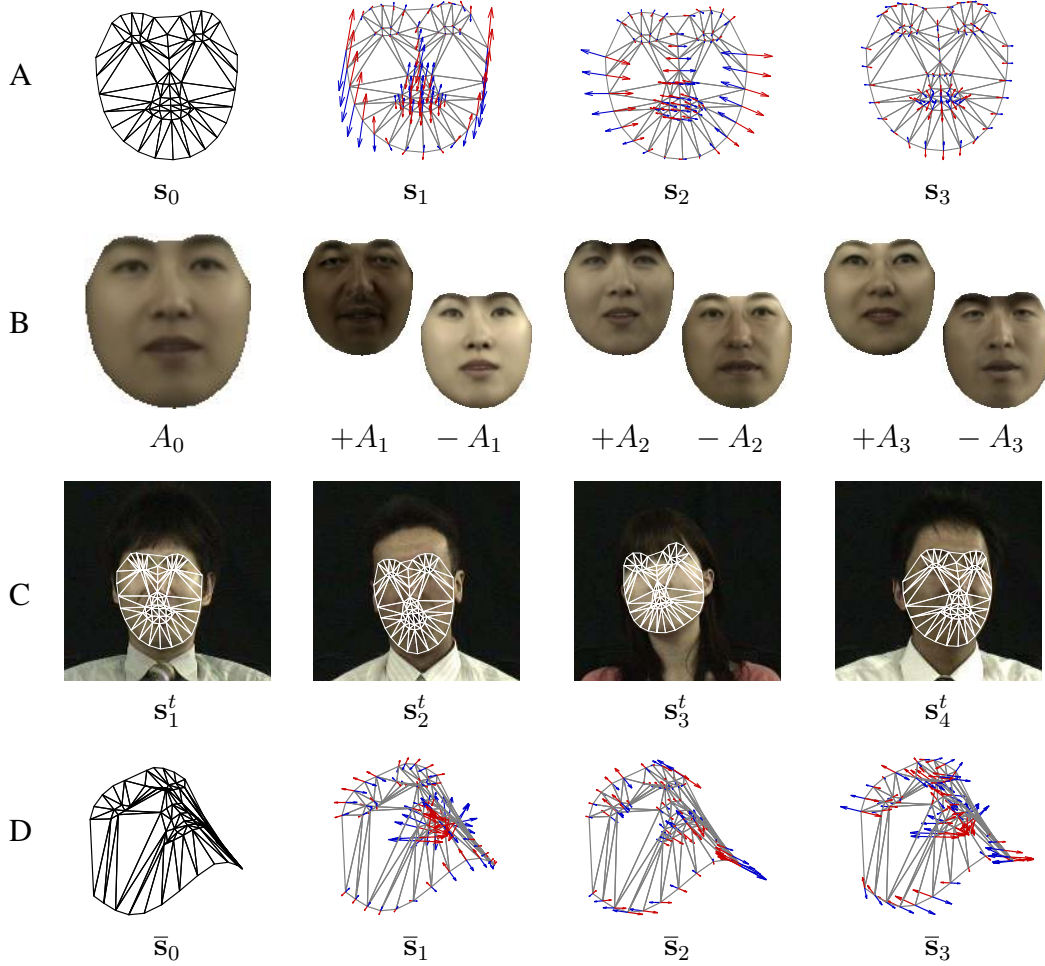 A
s₀ s₁ s₂ s₃
B
A₀ +A₁ − A₁ +A₂ − A₂ +A₃ − A₃
C
s₁ᵗ s₂ᵗ s₃ᵗ s₄ᵗ
D
s̅₀ s̅₁ s̅₂ s̅₃